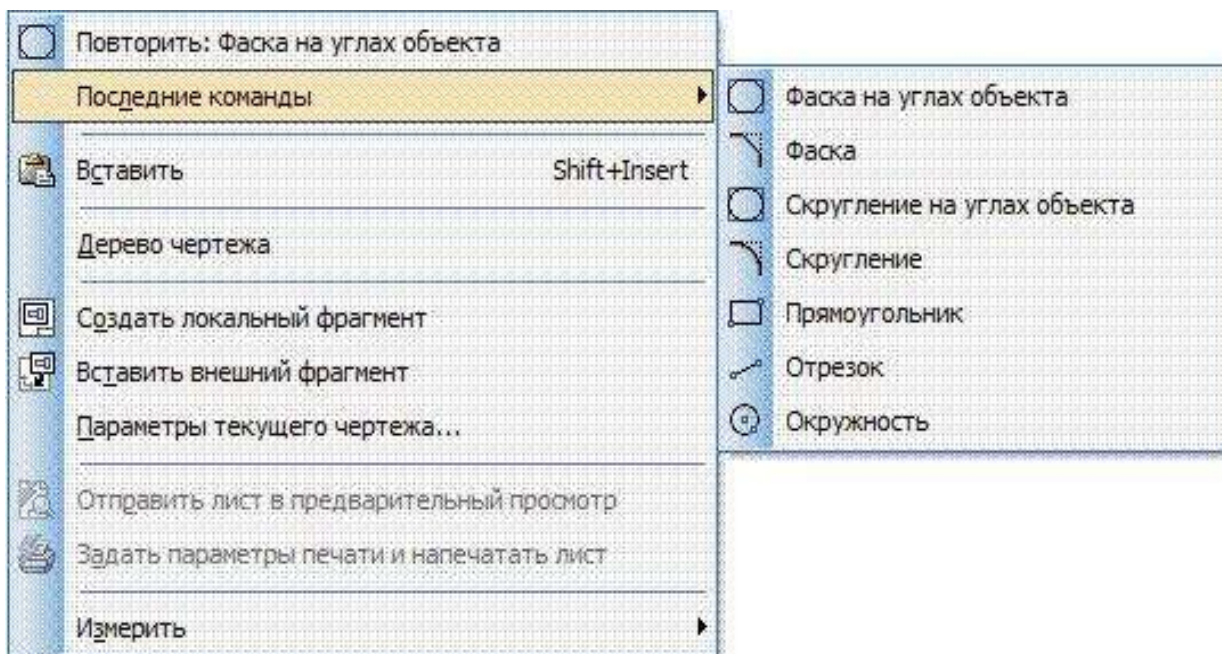 Повторить: Фаска на углах объекта
Последние команды
Вставить Shift+Insert
Дерево чертежа
Создать локальный фрагмент
Вставить внешний фрагмент
Параметры текущего чертежа...
Отправить лист в предварительный просмотр
Задать параметры печати и напечатать лист
Измерить
Фаска на углах объекта
Фаска
Скругление на углах объекта
Скругление
Прямоугольник
Отрезок
Окружность